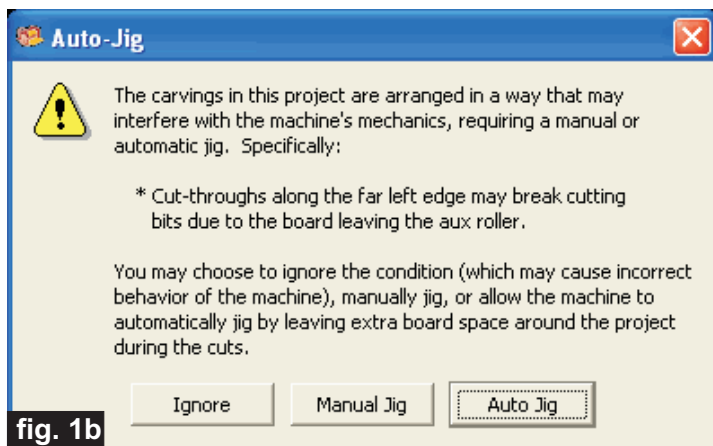 Auto-Jig
The carvings in this project are arranged in a way that may
interfere with the machine's mechanics, requiring a manual or
automatic jig.  Specifically:
* Cut-throughs along the far left edge may break cutting
bits due to the board leaving the aux roller.
You may choose to ignore the condition (which may cause incorrect
behavior of the machine), manually jig, or allow the machine to
automatically jig by leaving extra board space around the project
during the cuts.
Ignore
Manual Jig
Auto Jig
fig. 1b